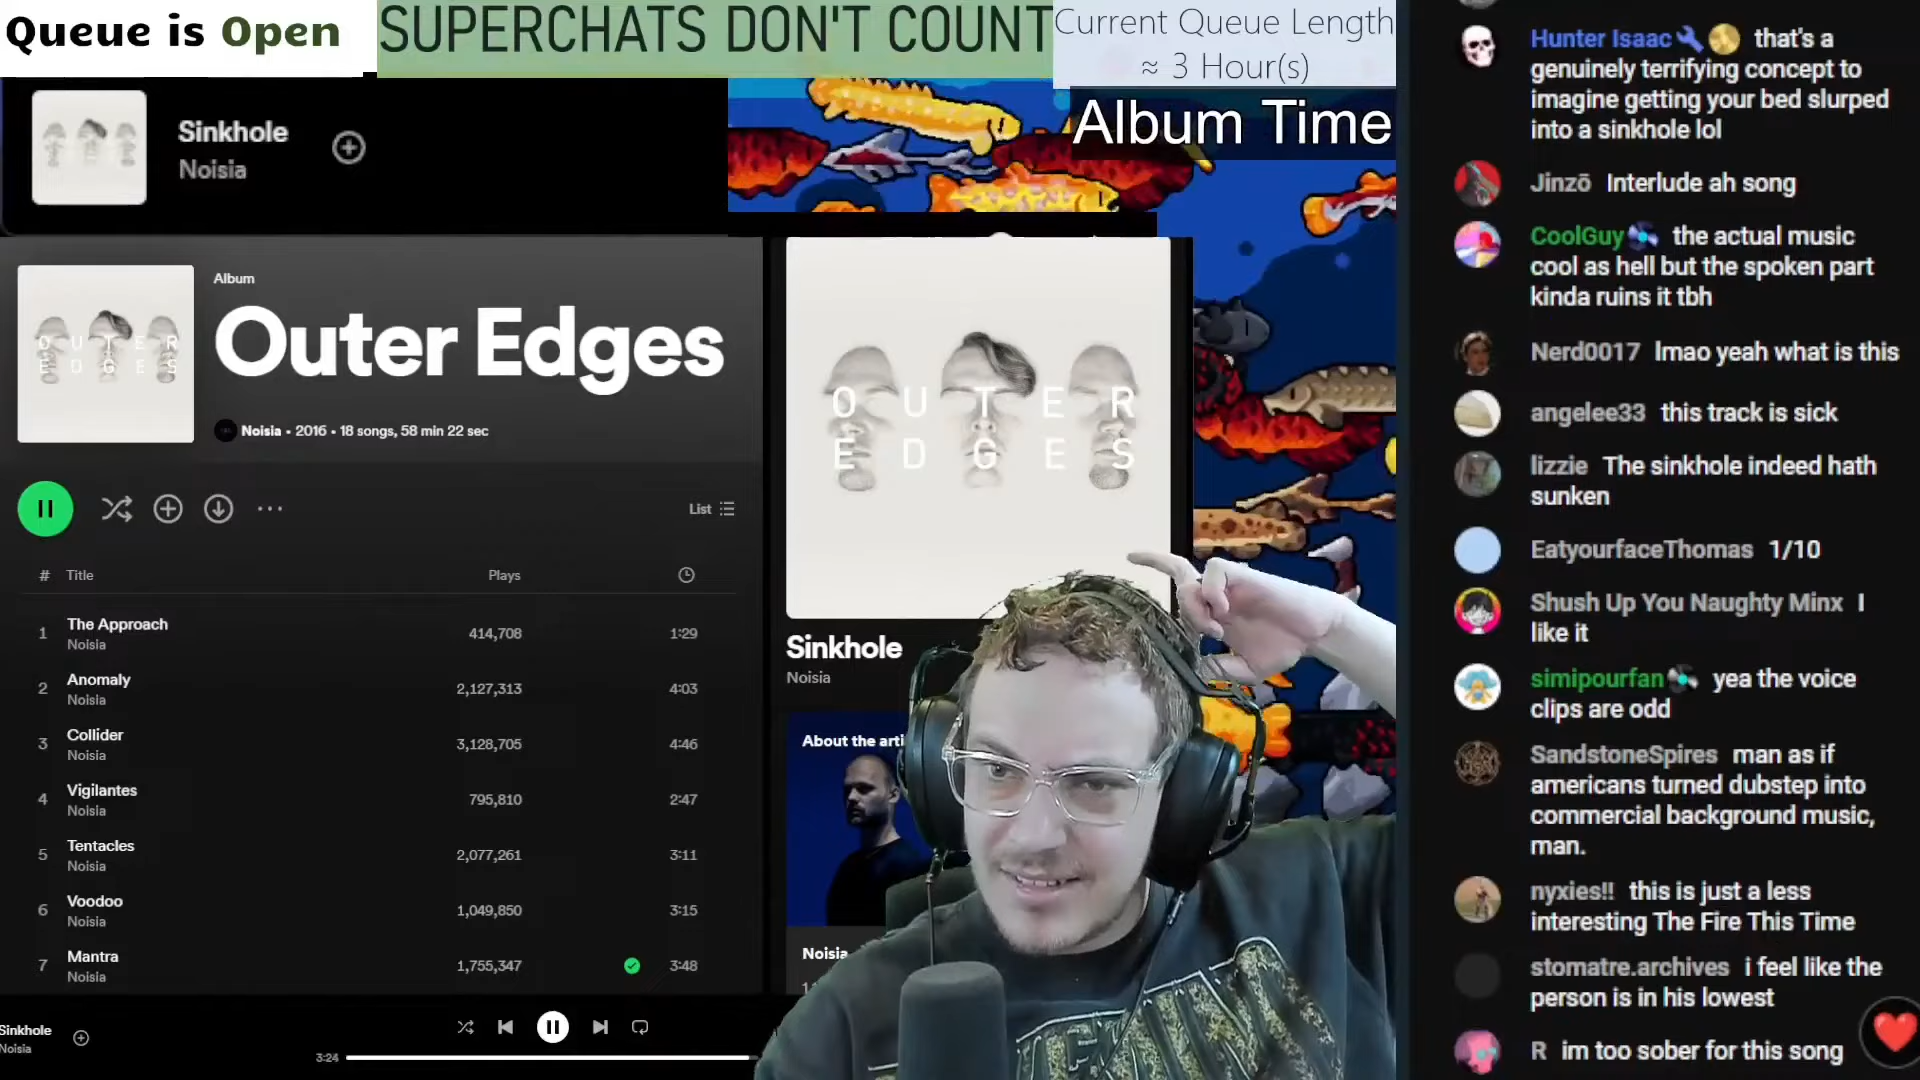 Queue is Open
SUPERCHATS DON'T COUNT
Current Queue Length
≈ 3 Hour(s)
Album Time
Sinkhole
Noisia
Album
Outer Edges
Noisia • 2016 • 18 songs, 58 min 22 sec
OUTER
EDGES
List
# Title Plays
1 The Approach 414,708 1:29
Noisia
2 Anomaly 2,127,313 4:03
Noisia
3 Collider 3,128,705 4:46
Noisia
4 Vigilantes 795,810 2:47
Noisia
5 Tentacles 2,077,261 3:11
Noisia
6 Voodoo 1,049,850 3:15
Noisia
7 Mantra 1,755,347 3:48
Noisia
Sinkhole
Noisia
3:24
OUTER
EDGES
Sinkhole
Noisia
About the arti
Noisia
Hunter Isaac that's a
genuinely terrifying concept to
imagine getting your bed slurped
into a sinkhole lol
Jinzō Interlude ah song
CoolGuy the actual music
cool as hell but the spoken part
kinda ruins it tbh
Nerd0017 lmao yeah what is this
angelee33 this track is sick
lizzie The sinkhole indeed hath
sunken
EatyourfaceThomas 1/10
Shush Up You Naughty Minx I
like it
simipourfan yea the voice
clips are odd
SandstoneSpires man as if
americans turned dubstep into
commercial background music,
man.
nyxies!! this is just a less
interesting The Fire This Time
stomatre.archives i feel like the
person is in his lowest
R im too sober for this song